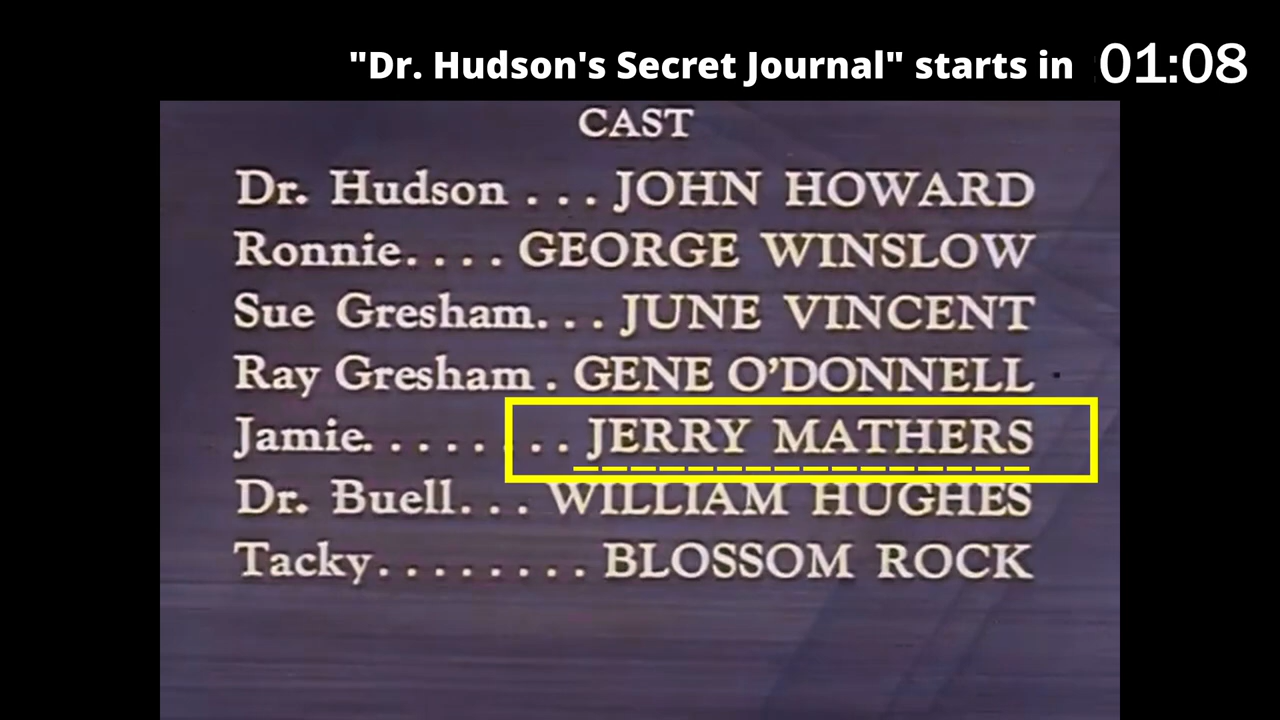 "Dr. Hudson's Secret Journal" starts in 01:08
CAST
Dr. Hudson . . . JOHN HOWARD
Ronnie. . . . GEORGE WINSLOW
Sue Gresham. . . JUNE VINCENT
Ray Gresham . GENE O'DONNELL
Jamie. . . . . . . . . JERRY MATHERS
Dr. Buell. . . WILLIAM HUGHES
Tacky. . . . . . . . BLOSSOM ROCK